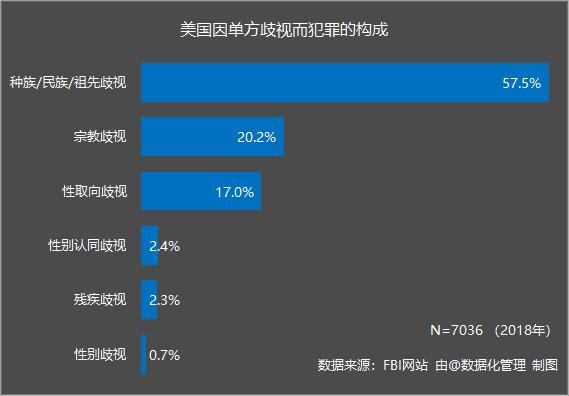 美国因单方歧视而犯罪的构成
种族/民族/祖先歧视 57.5%
宗教歧视 20.2%
性取向歧视 17.0%
性别认同歧视 2.4%
残疾歧视 2.3%
性别歧视 0.7%
N=7036 （2018年）
数据来源：FBI网站 由@数据化管理 制图